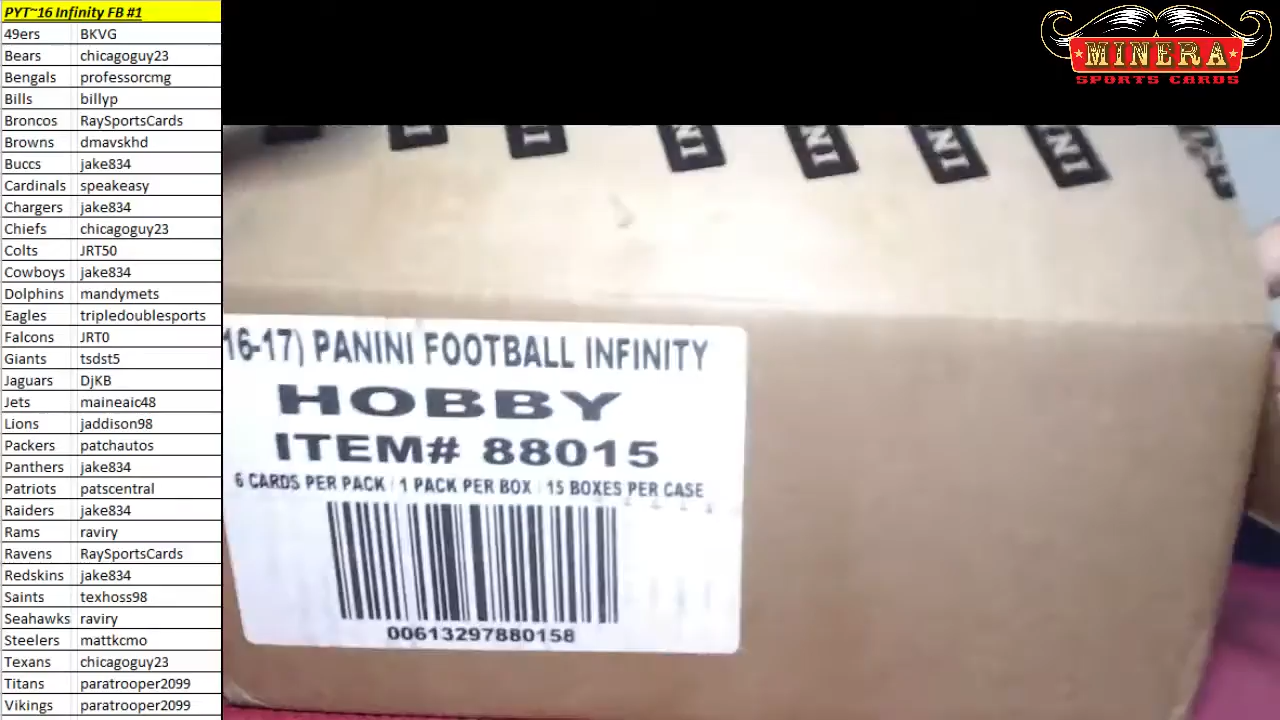 PYT~16 Infinity FB #1
49ers BKVG
Bears chicagoguy23
Bengals professorcmg
Bills billyp
Broncos RaySportsCards
Browns dmavskhd
Buccs jake834
Cardinals speakeasy
Chargers jake834
Chiefs chicagoguy23
Colts JRT50
Cowboys jake834
Dolphins mandymets
Eagles tripledoublesports
Falcons JRT0
Giants tsdst5
Jaguars DjKB
Jets maineaic48
Lions jaddison98
Packers patchautos
Panthers jake834
Patriots patscentral
Raiders jake834
Rams raviry
Ravens RaySportsCards
Redskins jake834
Saints texhoss98
Seahawks raviry
Steelers mattkcmo
Texans chicagoguy23
Titans paratrooper2099
Vikings paratrooper2099
MINERA
SPORTS CARDS
16-17) PANINI FOOTBALL INFINITY
HOBBY
ITEM# 88015
6 CARDS PER PACK | 1 PACK PER BOX | 15 BOXES PER CASE
00613297880158